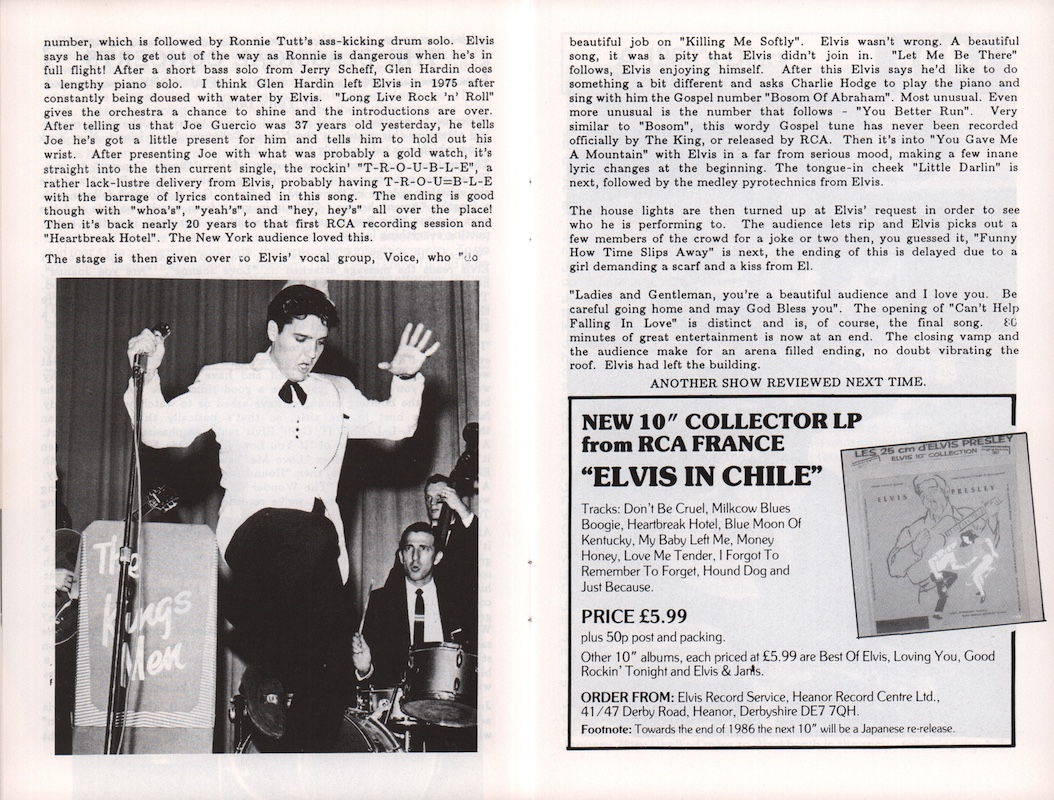 number, which is followed by Ronnie Tutt's ass-kicking drum solo. Elvis
says he has to get out of the way as Ronnie is dangerous when he's in
full flight! After a short bass solo from Jerry Scheff, Glen Hardin does
a lengthy piano solo. I think Glen Hardin left Elvis in 1975 after
constantly being doused with water by Elvis. "Long Live Rock 'n' Roll"
gives the orchestra a chance to shine and the introductions are over.
After telling us that Joe Guercio was 37 years old yesterday, he tells
Joe he's got a little present for him and tells him to hold out his
wrist. After presenting Joe with what was probably a gold watch, it's
straight into the then current single, the rockin' "T-R-O-U-B-L-E", a
rather lack-lustre delivery from Elvis, probably having T-R-O-U=B-L-E
with the barrage of lyrics contained in this song. The ending is good
though with "whoa's", "yeah's", and "hey, hey's" all over the place!
Then it's back nearly 20 years to that first RCA recording session and
"Heartbreak Hotel". The New York audience loved this.
The stage is then given over to Elvis' vocal group, Voice, who "do
The
Kings
Men
beautiful job on "Killing Me Softly". Elvis wasn't wrong. A beautiful
song, it was a pity that Elvis didn't join in. "Let Me Be There"
follows, Elvis enjoying himself. After this Elvis says he'd like to do
something a bit different and asks Charlie Hodge to play the piano and
sing with him the Gospel number "Bosom Of Abraham". Most unusual. Even
more unusual is the number that follows - "You Better Run". Very
similar to "Bosom", this wordy Gospel tune has never been recorded
officially by The King, or released by RCA. Then it's into "You Gave Me
A Mountain" with Elvis in a far from serious mood, making a few inane
lyric changes at the beginning. The tongue-in cheek "Little Darlin" is
next, followed by the medley pyrotechnics from Elvis.
The house lights are then turned up at Elvis' request in order to see
who he is performing to. The audience lets rip and Elvis picks out a
few members of the crowd for a joke or two then, you guessed it, "Funny
How Time Slips Away" is next, the ending of this is delayed due to a
girl demanding a scarf and a kiss from El.
"Ladies and Gentleman, you're a beautiful audience and I love you. Be
careful going home and may God Bless you". The opening of "Can't Help
Falling In Love" is distinct and is, of course, the final song.
minutes of great entertainment is now at an end. The closing vamp and
the audience make for an arena filled ending, no doubt vibrating the
roof. Elvis had left the building.
ANOTHER SHOW REVIEWED NEXT TIME.
NEW 10" COLLECTOR LP
from RCA FRANCE
"ELVIS IN CHILE"
Tracks: Don't Be Cruel, Milkcow Blues
Boogie, Heartbreak Hotel, Blue Moon Of
Kentucky, My Baby Left Me, Money
Honey, Love Me Tender, I Forgot To
Remember To Forget, Hound Dog and
Just Because.
LES 25 cm d'ELVIS PRESLEY
ELVIS 10" COLLECTION
ELVIS PRESLEY
PRICE £5.99
plus 50p post and packing.
Other 10" albums, each priced at £5.99 are Best Of Elvis, Loving You, Good
Rockin' Tonight and Elvis & Janis.
ORDER FROM: Elvis Record Service, Heanor Record Centre Ltd.,
41/47 Derby Road, Heanor, Derbyshire DE7 7QH.
Footnote: Towards the end of 1986 the next 10" will be a Japanese re-release.